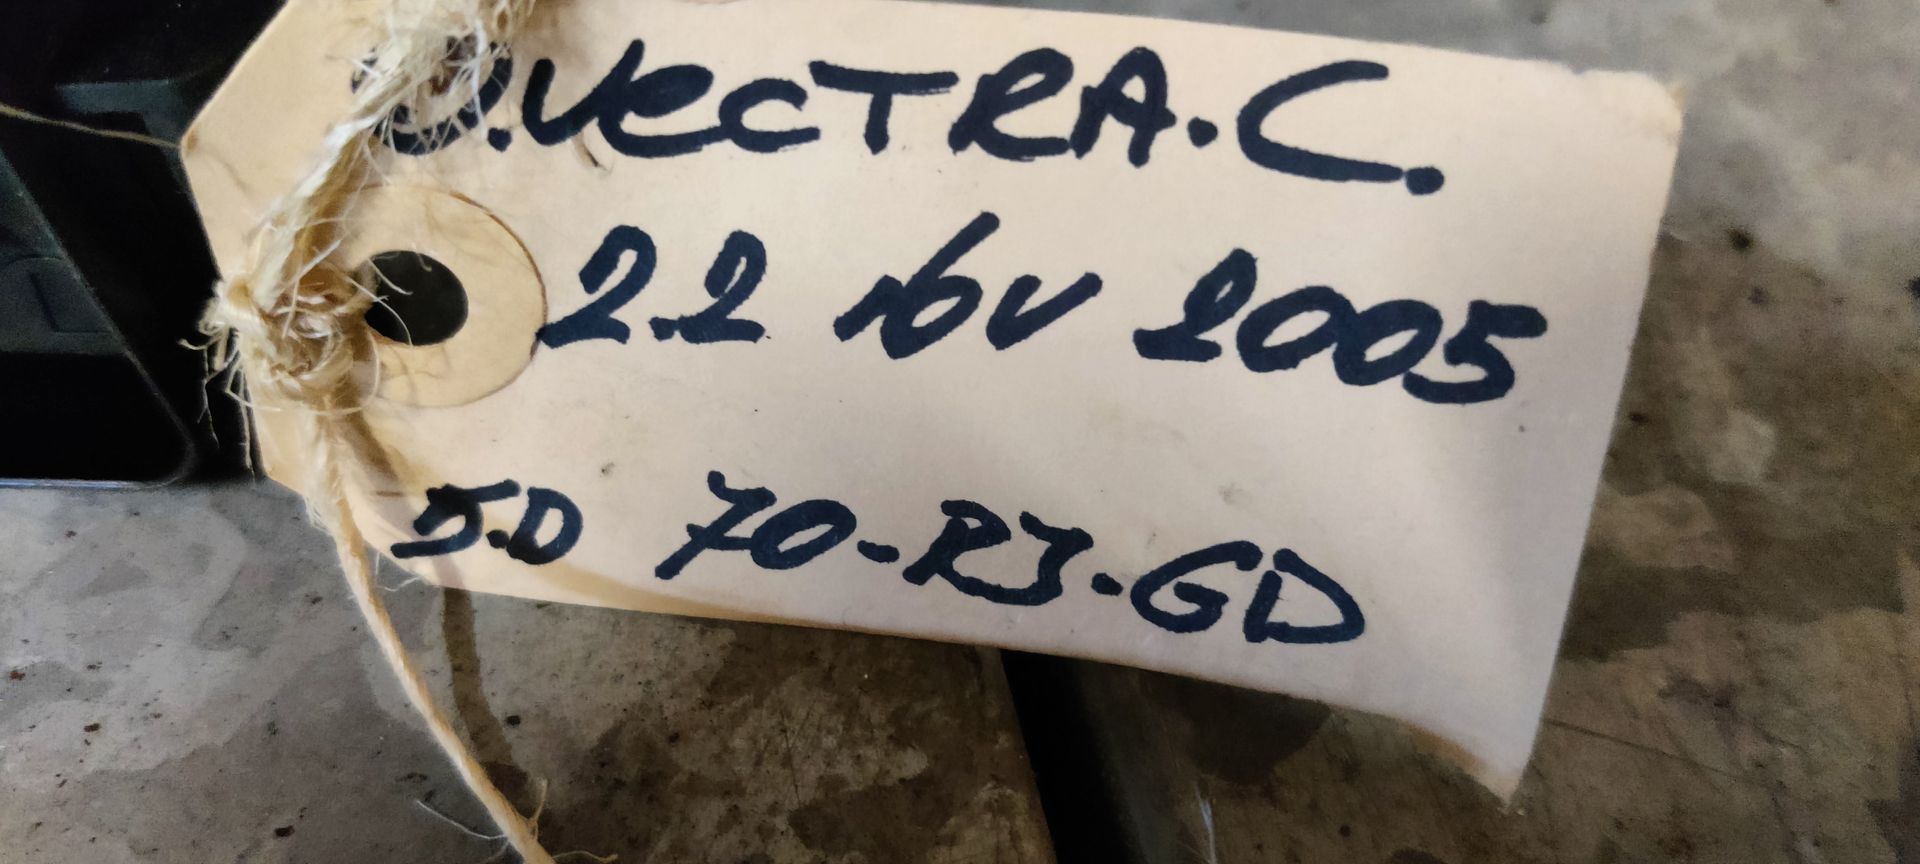 O.VECTRA.C.
2.2 16V 2005
5.D 70-RJ-GD